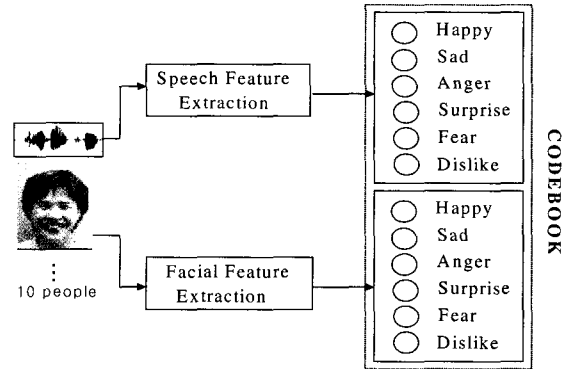 Speech Feature
Extraction
Happy
Sad
Anger
Surprise
Fear
Dislike
10 people
Facial Feature
Extraction
Happy
Sad
Anger
Surprise
Fear
Dislike
CODEBOOK